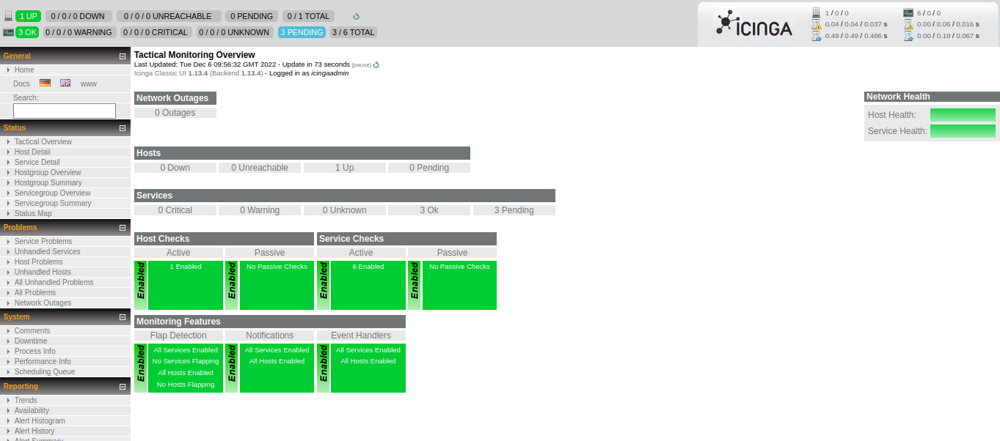 1 UP 0 / 0 / 0 DOWN 0 / 0 / 0 UNREACHABLE 0 PENDING 0 / 1 TOTAL
3 OK 0 / 0 / 0 WARNING 0 / 0 / 0 CRITICAL 0 / 0 / 0 UNKNOWN 3 PENDING 3 / 6 TOTAL
ICINGA
1 / 0 / 0 6 / 0 / 0
0.04 / 0.04 / 0.037 s 0.00 / 0.06 / 0.016 s
0.49 / 0.49 / 0.486 s 0.00 / 0.19 / 0.067 s
General
Home
Docs www
Search:
Status
Tactical Overview
Host Detail
Service Detail
Hostgroup Overview
Hostgroup Summary
Servicegroup Overview
Servicegroup Summary
Status Map
Problems
Service Problems
Unhandled Services
Host Problems
Unhandled Hosts
All Unhandled Problems
All Problems
Network Outages
System
Comments
Downtime
Process Info
Performance Info
Scheduling Queue
Reporting
Trends
Availability
Alert Histogram
Alert History
Alert Summary
Tactical Monitoring Overview
Last Updated: Tue Dec 6 09:56:32 GMT 2022 - Update in 73 seconds [pause]
Icinga Classic UI 1.13.4 (Backend 1.13.4) - Logged in as icingaadmin
Network Outages
0 Outages
Network Health
Host Health:
Service Health:
Hosts
0 Down 0 Unreachable 1 Up 0 Pending
Services
0 Critical 0 Warning 0 Unknown 3 Ok 3 Pending
Host Checks Service Checks
Active Passive Active Passive
Enabled 1 Enabled Enabled No Passive Checks Enabled 6 Enabled Enabled No Passive Checks
Monitoring Features
Flap Detection Notifications Event Handlers
Enabled All Services Enabled Enabled All Services Enabled Enabled All Services Enabled
No Services Flapping All Hosts Enabled All Hosts Enabled
All Hosts Enabled
No Hosts Flapping